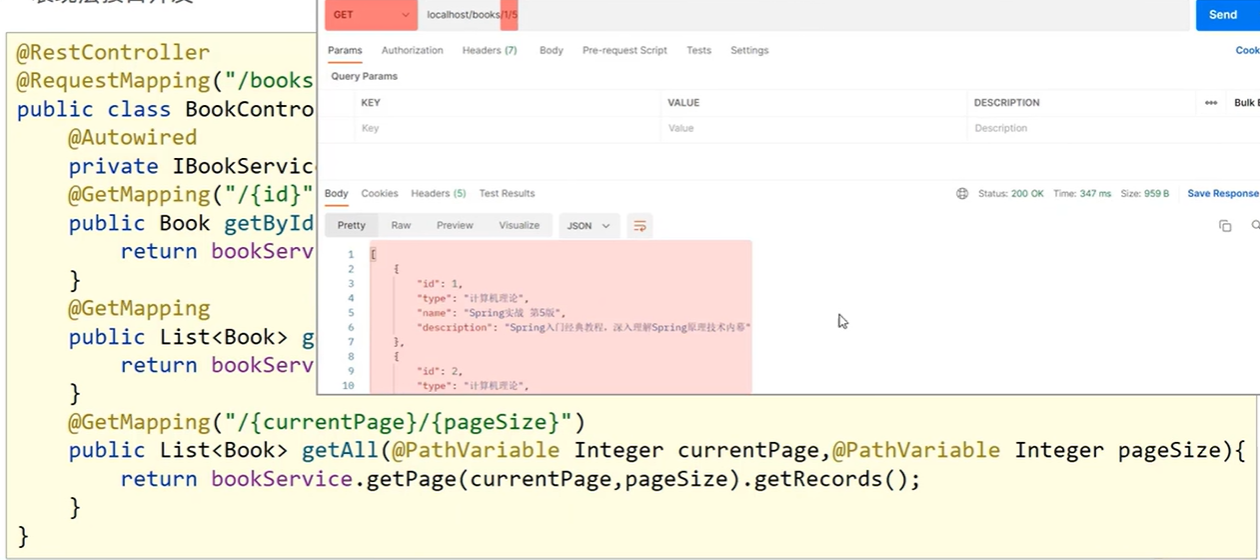 @RestController
@RequestMapping("/books
public class BookContro
@Autowired
private IBookServic
@GetMapping("/{id}"
public Book getById
return bookServ
}
@GetMapping
public List<Book> g
return bookServ
}
@GetMapping("/{currentPage}/{pageSize}")
public List<Book> getAll(@PathVariable Integer currentPage,@PathVariable Integer pageSize){
return bookService.getPage(currentPage,pageSize).getRecords();
}
}
GET localhost/books/1/5 Send
Params Authorization Headers (7) Body Pre-request Script Tests Settings Cook
Query Params
KEY VALUE DESCRIPTION ••• Bulk E
Key Value Description
Body Cookies Headers (5) Test Results Status: 200 OK Time: 347 ms Size: 959 B Save Response
Pretty Raw Preview Visualize JSON
1 [
2 {
3 "id": 1,
4 "type": "计算机理论",
5 "name": "Spring实战 第5版",
6 "description": "Spring入门经典教程，深入理解Spring原理技术内幕"
7 },
8 {
9 "id": 2,
10 "type": "计算机理论",